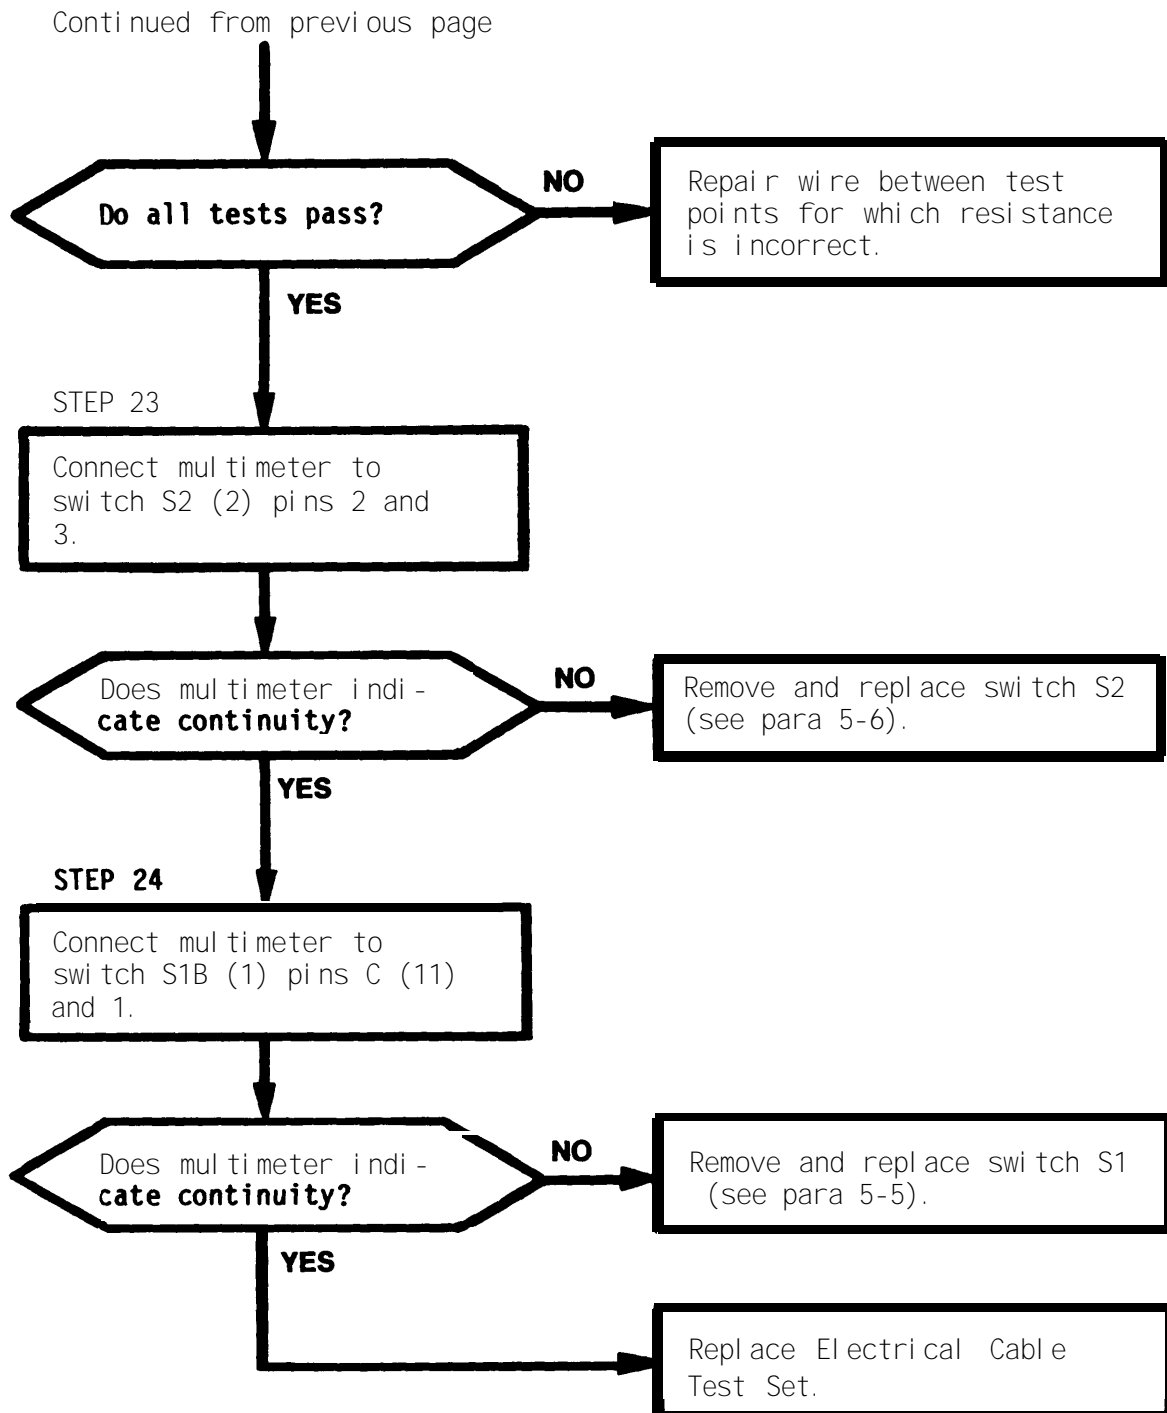 Continued from previous page
Do all tests pass?
NO
Repair wire between test
points for which resistance
is incorrect.
YES
STEP 23
Connect multimeter to
switch S2 (2) pins 2 and
3.
Does multimeter indi-
cate continuity?
NO
Remove and replace switch S2
(see para 5-6).
YES
STEP 24
Connect multimeter to
switch S1B (1) pins C (11)
and 1.
Does multimeter indi-
cate continuity?
NO
Remove and replace switch S1
(see para 5-5).
YES
Replace Electrical Cable
Test Set.